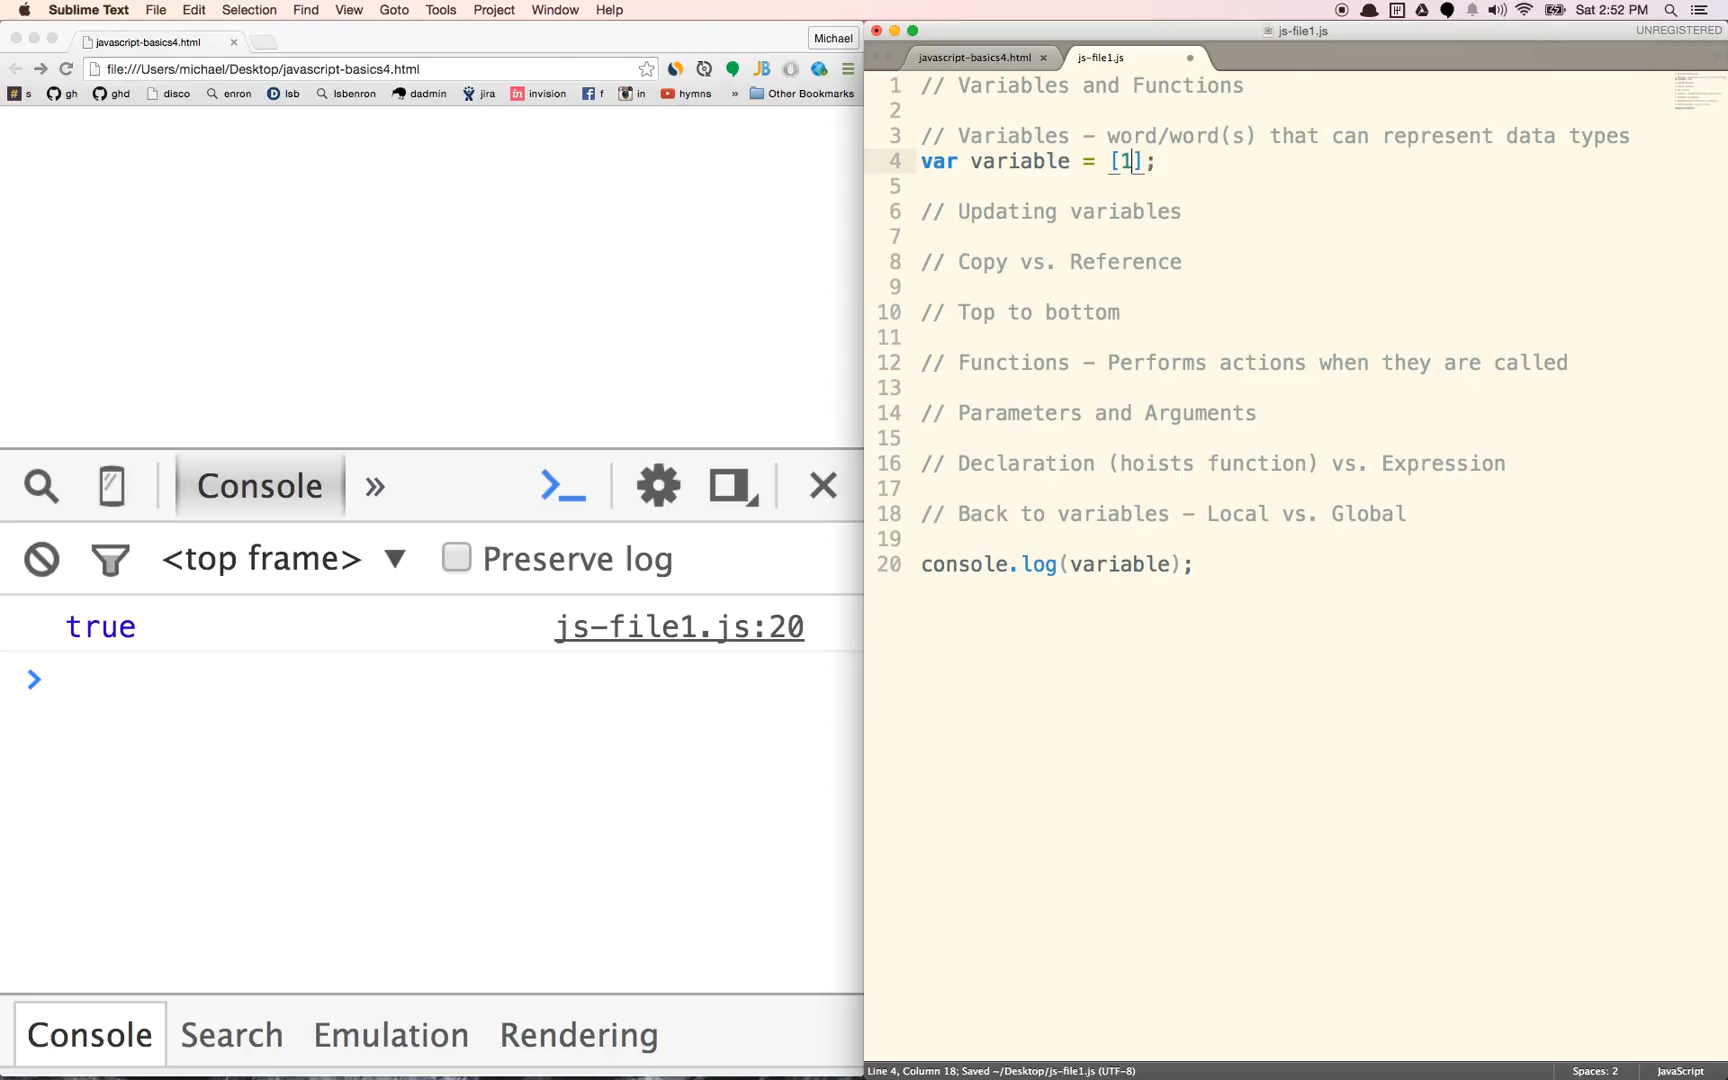 Sublime Text File Edit Selection Find View Goto Tools Project Window Help Sat 2:52 PM
javascript-basics4.html Michael
file:///Users/michael/Desktop/javascript-basics4.html
s gh ghd disco enron lsb lsbenron dadmin jira invision f in hymns » Other Bookmarks
Console »
<top frame> ▼ Preserve log
true js-file1.js:20
>
Console Search Emulation Rendering
js-file1.js UNREGISTERED
javascript-basics4.html js-file1.js
1 // Variables and Functions
2
3 // Variables - word/word(s) that can represent data types
4 var variable = [1];
5
6 // Updating variables
7
8 // Copy vs. Reference
9
10 // Top to bottom
11
12 // Functions - Performs actions when they are called
13
14 // Parameters and Arguments
15
16 // Declaration (hoists function) vs. Expression
17
18 // Back to variables - Local vs. Global
19
20 console.log(variable);
Line 4, Column 18; Saved ~/Desktop/js-file1.js (UTF-8) Spaces: 2 JavaScript